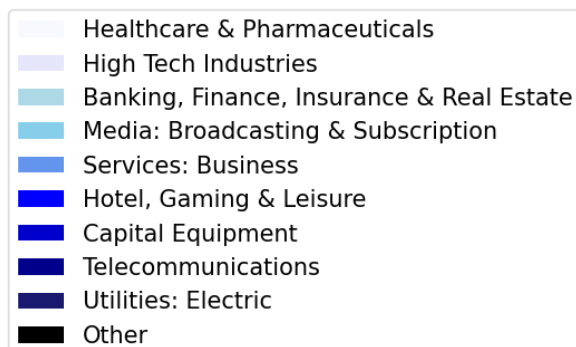 Healthcare & Pharmaceuticals
High Tech Industries
Banking, Finance, Insurance & Real Estate
Media: Broadcasting & Subscription
Services: Business
Hotel, Gaming & Leisure
Capital Equipment
Telecommunications
Utilities: Electric
Other